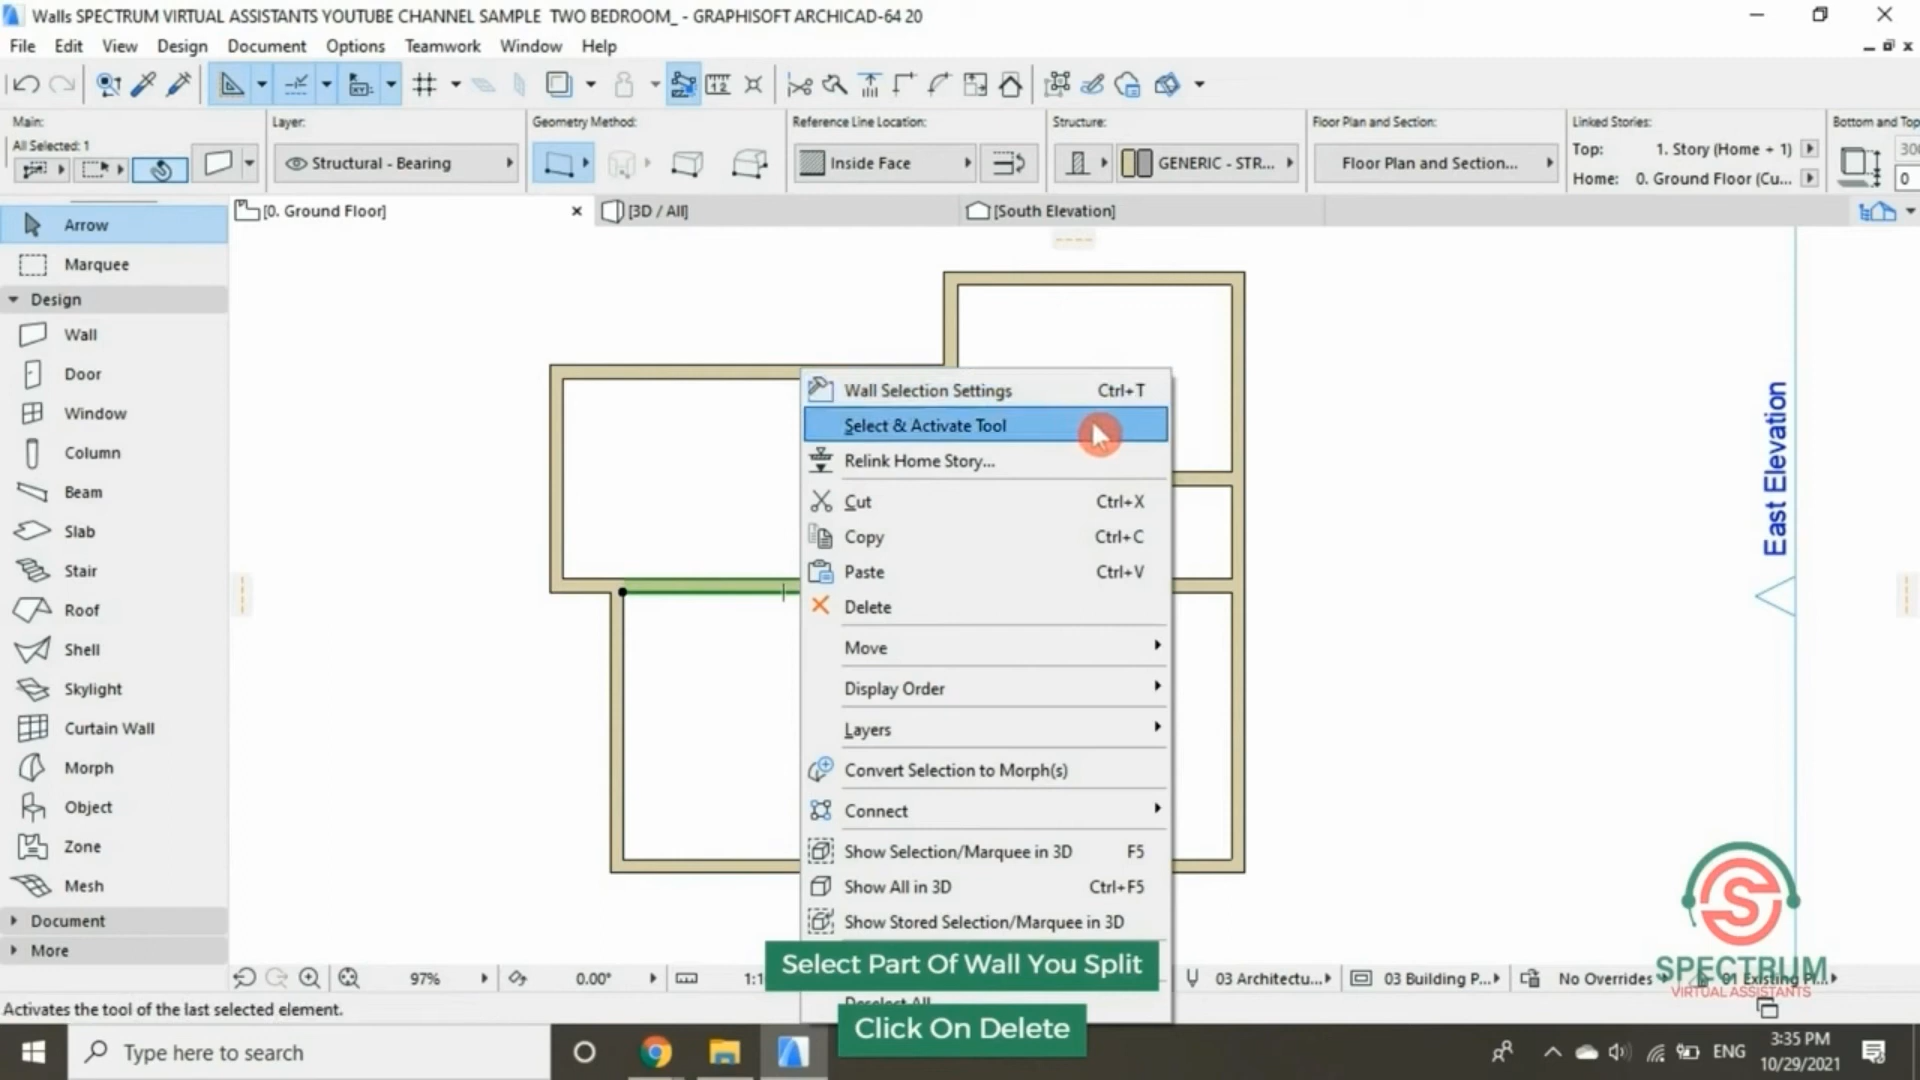 Walls SPECTRUM VIRTUAL ASSISTANTS YOUTUBE CHANNEL SAMPLE TWO BEDROOM_ - GRAPHISOFT ARCHICAD-64 20
File Edit View Design Document Options Teamwork Window Help
Main:
All Selected: 1
Layer:
Structural - Bearing
Geometry Method:
Reference Line Location:
Inside Face
Structure:
GENERIC - STR...
Floor Plan and Section:
Floor Plan and Section...
Linked Stories:
Top: 1. Story (Home + 1)
Home: 0. Ground Floor (Cu...
Bottom and Top
300
0
[0. Ground Floor]
[3D / All]
[South Elevation]
Arrow
Marquee
Design
Wall
Door
Window
Column
Beam
Slab
Stair
Roof
Shell
Skylight
Curtain Wall
Morph
Object
Zone
Mesh
Document
More
Wall Selection Settings Ctrl+T
Select & Activate Tool
Relink Home Story...
Cut Ctrl+X
Copy Ctrl+C
Paste Ctrl+V
Delete
Move
Display Order
Layers
Convert Selection to Morph(s)
Connect
Show Selection/Marquee in 3D F5
Show All in 3D Ctrl+F5
Show Stored Selection/Marquee in 3D
Deselect All
East Elevation
Select Part Of Wall You Split
Click On Delete
SPECTRUM
VIRTUAL ASSISTANTS
97% 0.00° 1:1 03 Architectu... 03 Building P... No Overrides 01 Existing Pl...
Activates the tool of the last selected element.
Type here to search
ENG
3:35 PM
10/29/2021